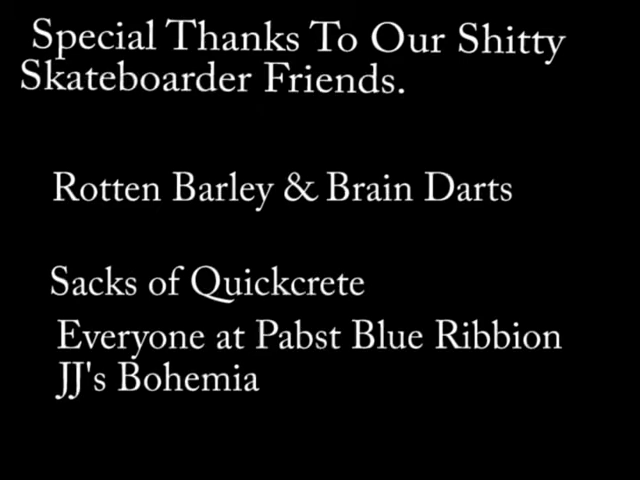 Special Thanks To Our Shitty
Skateboarder Friends.
Rotten Barley & Brain Darts
Sacks of Quickcrete
Everyone at Pabst Blue Ribbion
JJ's Bohemia